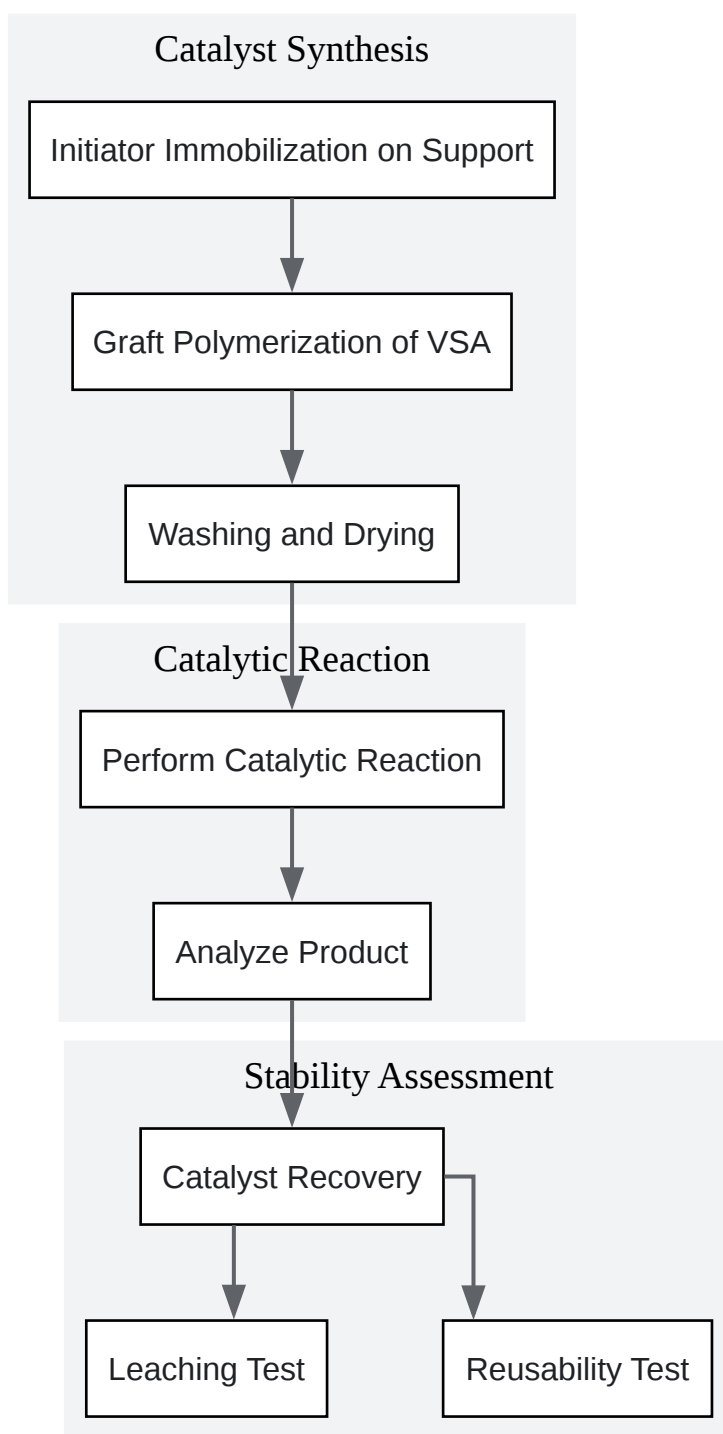 Catalyst Synthesis
Initiator Immobilization on Support
Graft Polymerization of VSA
Washing and Drying
Catalytic Reaction
Perform Catalytic Reaction
Analyze Product
Stability Assessment
Catalyst Recovery
Leaching Test
Reusability Test